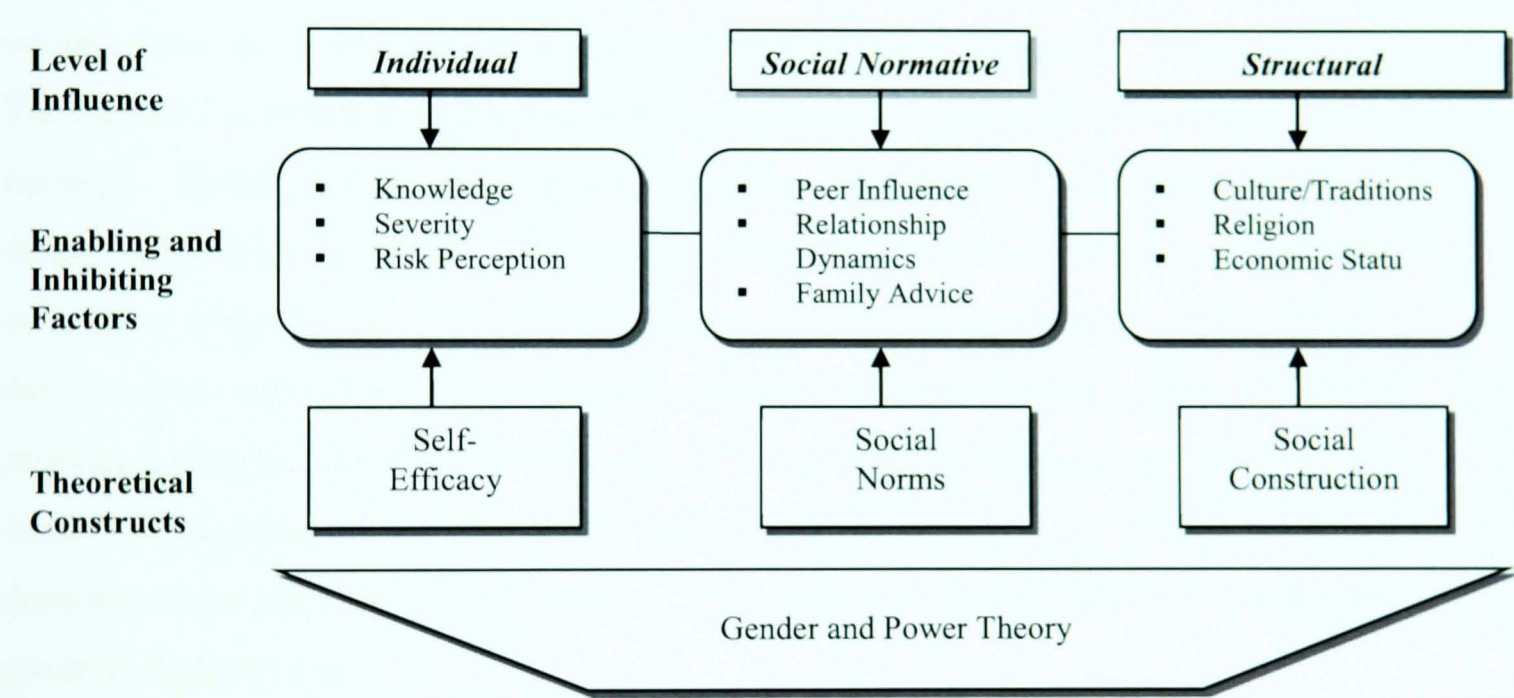 Level of
Influence
Individual
Social Normative
Structural
Enabling and
Inhibiting
Factors
▪ Knowledge
▪ Severity
▪ Risk Perception
▪ Peer Influence
▪ Relationship
Dynamics
▪ Family Advice
▪ Culture/Traditions
▪ Religion
▪ Economic Statu
Theoretical
Constructs
Self-
Efficacy
Social
Norms
Social
Construction
Gender and Power Theory